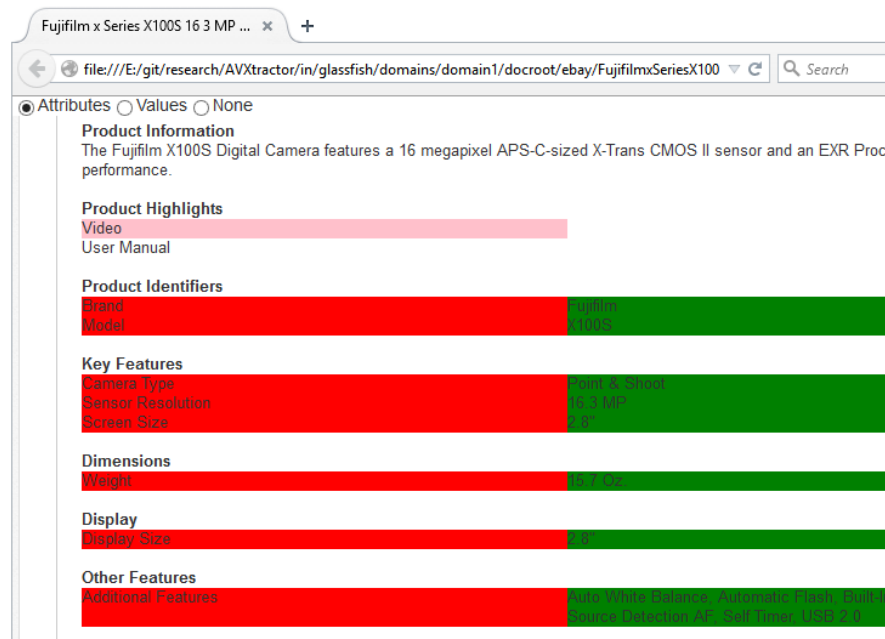 Fujifilm x Series X100S 16 3 MP ...
file:///E:/git/research/AVXtractor/in/glassfish/domains/domain1/docroot/ebay/FujifilmxSeriesX100
Search
Attributes Values None
Product Information
The Fujifilm X100S Digital Camera features a 16 megapixel APS-C-sized X-Trans CMOS II sensor and an EXR Proc
performance.
Product Highlights
Video
User Manual
Product Identifiers
Brand Fujifilm
Model X100S
Key Features
Camera Type Point & Shoot
Sensor Resolution 16.3 MP
Screen Size 2.8"
Dimensions
Weight 15.7 Oz.
Display
Display Size 2.8"
Other Features
Additional Features Auto White Balance, Automatic Flash, Built-
Source Detection AF, Self Timer, USB 2.0